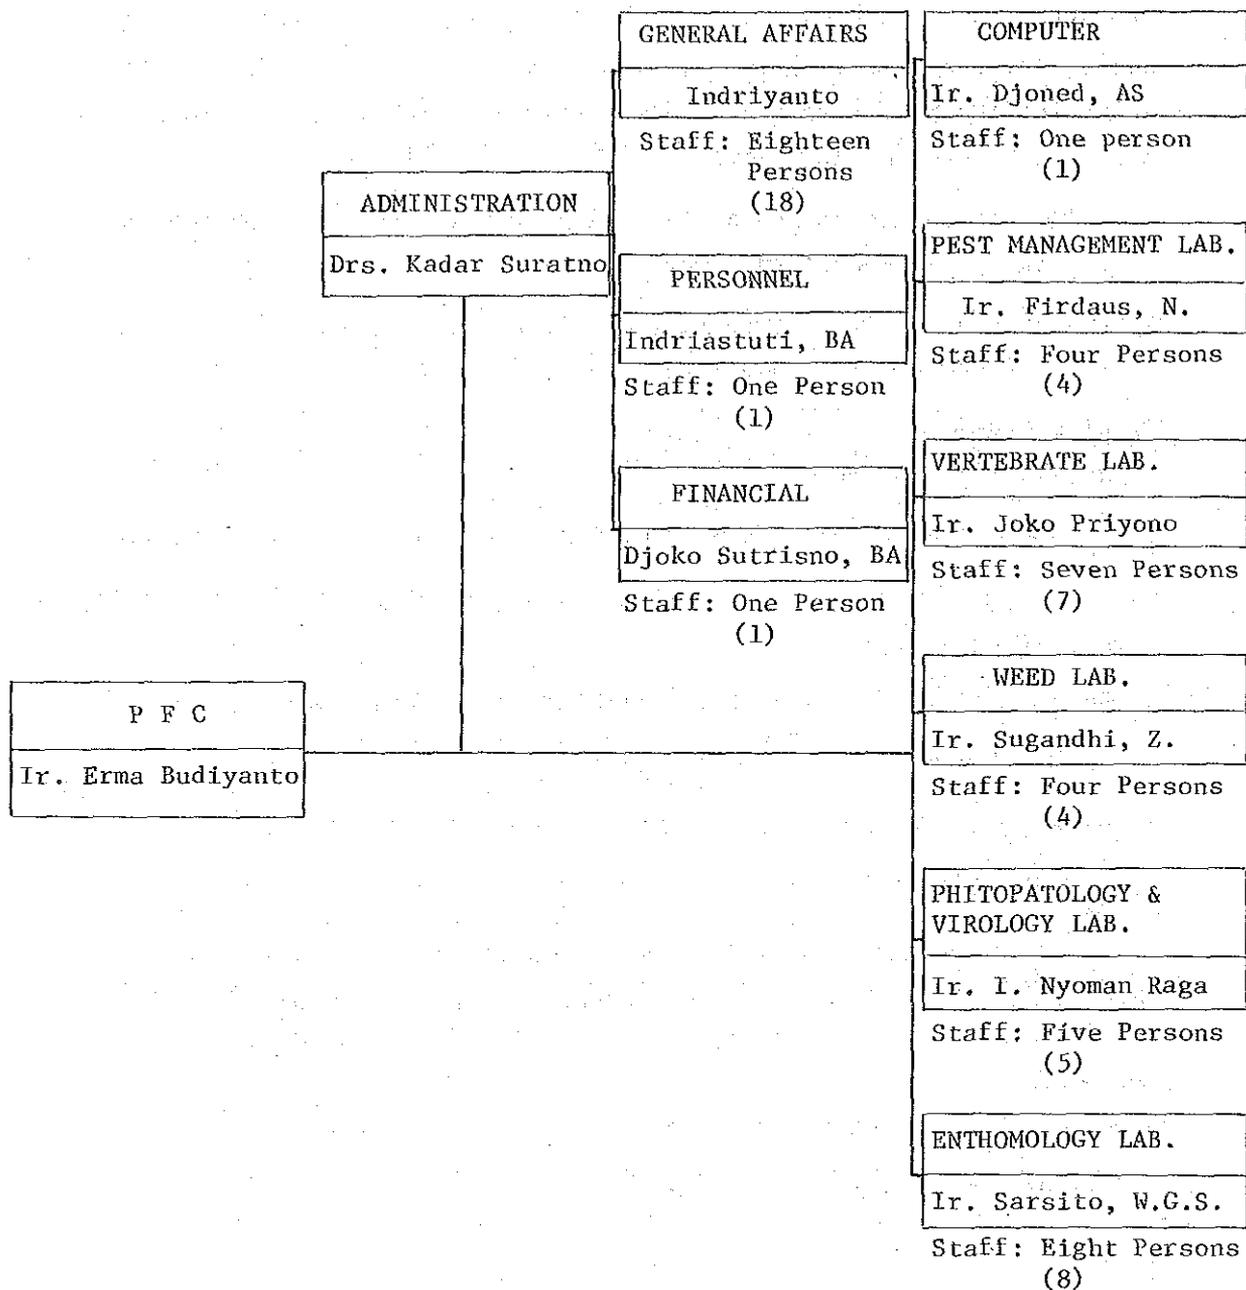 GENERAL AFFAIRS
Indriyanto
Staff: Eighteen
Persons
(18)
COMPUTER
Ir. Djoned, AS
Staff: One person
(1)
ADMINISTRATION
Drs. Kadar Suratno
PERSONNEL
Indriastuti, BA
Staff: One Person
(1)
PEST MANAGEMENT LAB.
Ir. Firdaus, N.
Staff: Four Persons
(4)
FINANCIAL
Djoko Sutrisno, BA
Staff: One Person
(1)
VERTEBRATE LAB.
Ir. Joko Priyono
Staff: Seven Persons
(7)
P F C
Ir. Erma Budiyanto
WEED LAB.
Ir. Sugandhi, Z.
Staff: Four Persons
(4)
PHITOPATOLOGY &
VIROLOGY LAB.
Ir. I. Nyoman Raga
Staff: Five Persons
(5)
ENTHOMOLOGY LAB.
Ir. Sarsito, W.G.S.
Staff: Eight Persons
(8)